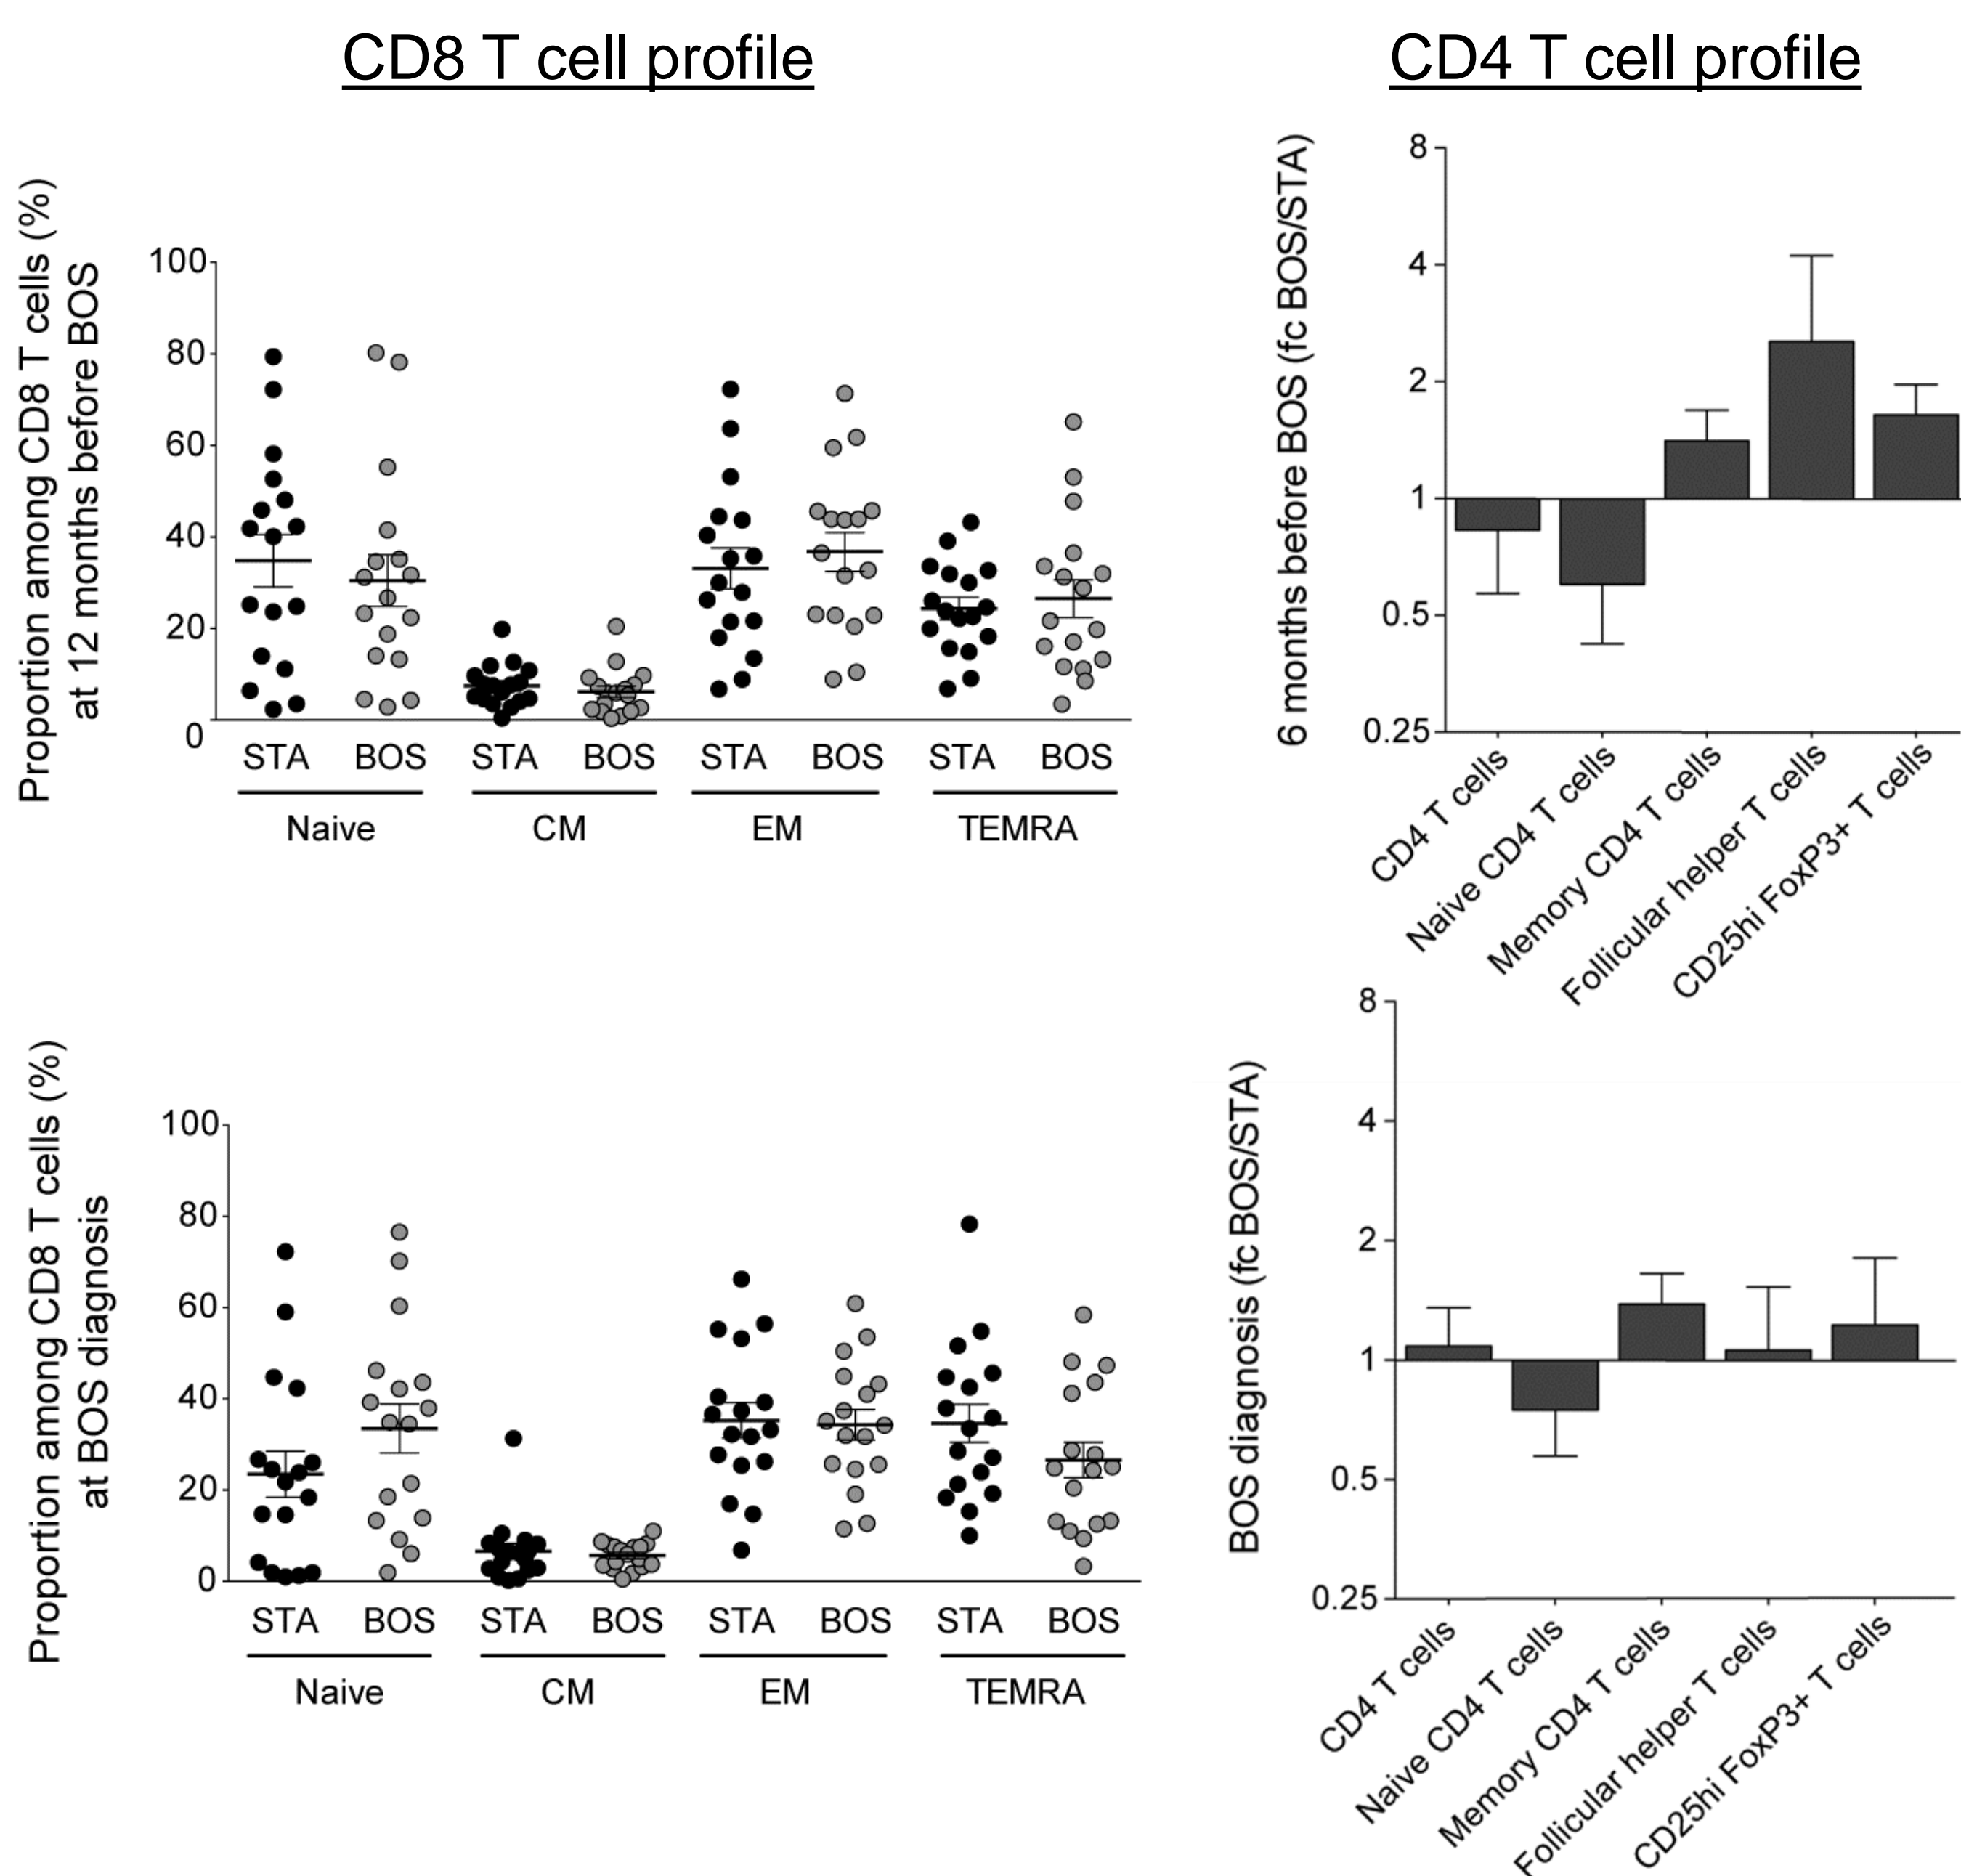 CD8 T cell profile
CD4 T cell profile
Proportion among CD8 T cells (%)
at 12 months before BOS
100
80
60
40
20
0
STA BOS STA BOS STA BOS STA BOS
Naive CM EM TEMRA
6 months before BOS (fc BOS/STA)
8
4
2
1
0.5
0.25
CD4 T cells
Naive CD4 T cells
Memory CD4 T cells
Follicular helper T cells
CD25hi FoxP3+ T cells
Proportion among CD8 T cells (%)
at BOS diagnosis
100
80
60
40
20
0
STA BOS STA BOS STA BOS STA BOS
Naive CM EM TEMRA
BOS diagnosis (fc BOS/STA)
8
4
2
1
0.5
0.25
CD4 T cells
Naive CD4 T cells
Memory CD4 T cells
Follicular helper T cells
CD25hi FoxP3+ T cells